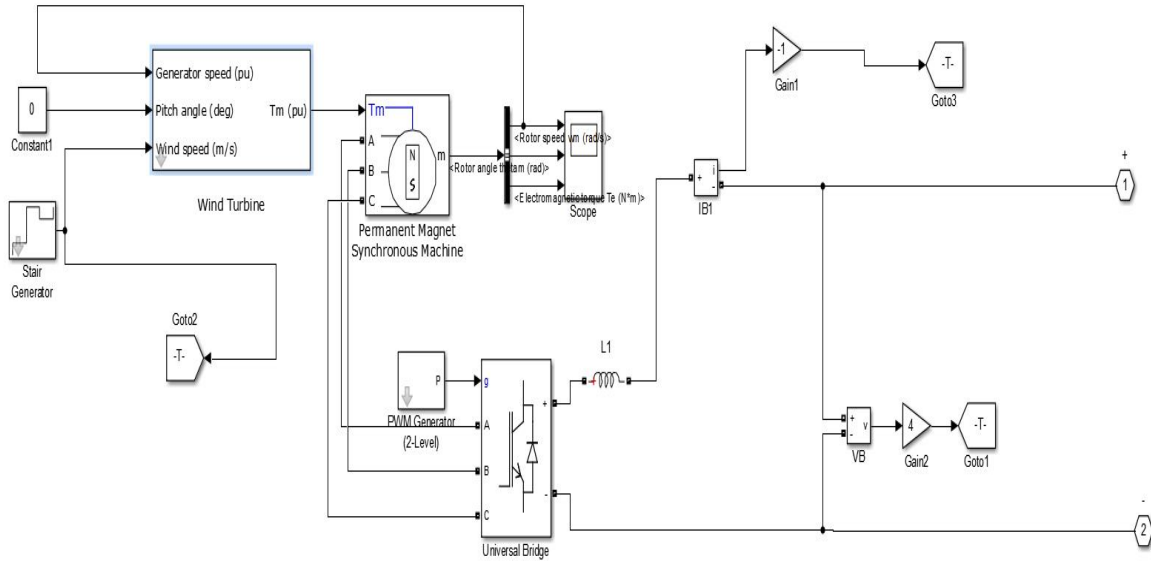 Generator speed (pu)
Pitch angle (deg)
Tm (pu)
Wind speed (m/s)
Wind Turbine
0
Constant1
Stair
Generator
Goto2
-T-
Tm
A
B
C
m
N
S
Permanent Magnet
Synchronous Machine
<Rotor speed wm (rad/s)>
<Rotor angle thetam (rad)>
<Electromagnetic torque Te (N*m)>
Scope
-1
Gain1
-T-
Goto3
+
i
-
IB1
+
1
L1
+
P
PWM Generator
(2-Level)
g
A
B
C
+
-
Universal Bridge
+
-
v
VB
4
Gain2
-T-
Goto1
-
2